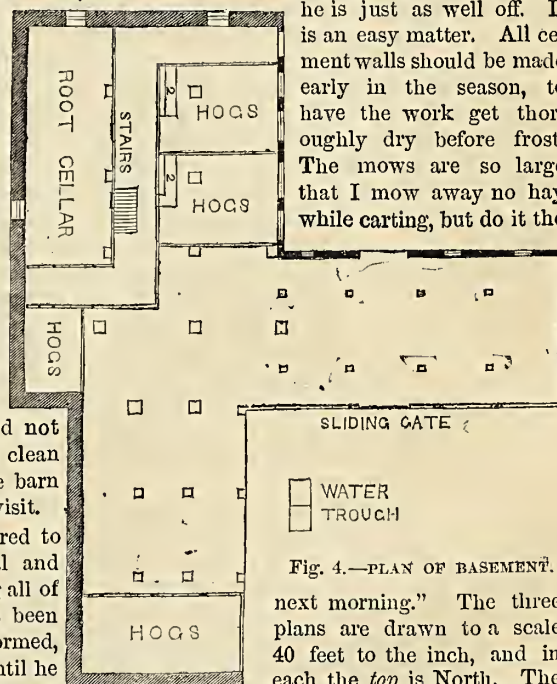 he is just as well off.
is an easy matter. All ce-
ment walls should be made
early in the season, to
have the work get thor-
oughly dry before frost.
The mows are so large
that I mow away no hay
while carting, but do it the
ROOT CELLAR
STAIRS
2
HOGS
2
HOGS
HOGS
SLIDING GATE
WATER
TROUGH
HOGS
Fig. 4.—PLAN OF BASEMENT.
next morning." The three
plans are drawn to a scale
40 feet to the inch, and in
each the top is North. The
d not
clean
e barn
visit.
red to
l and
all of
been
ormed,
ntil he